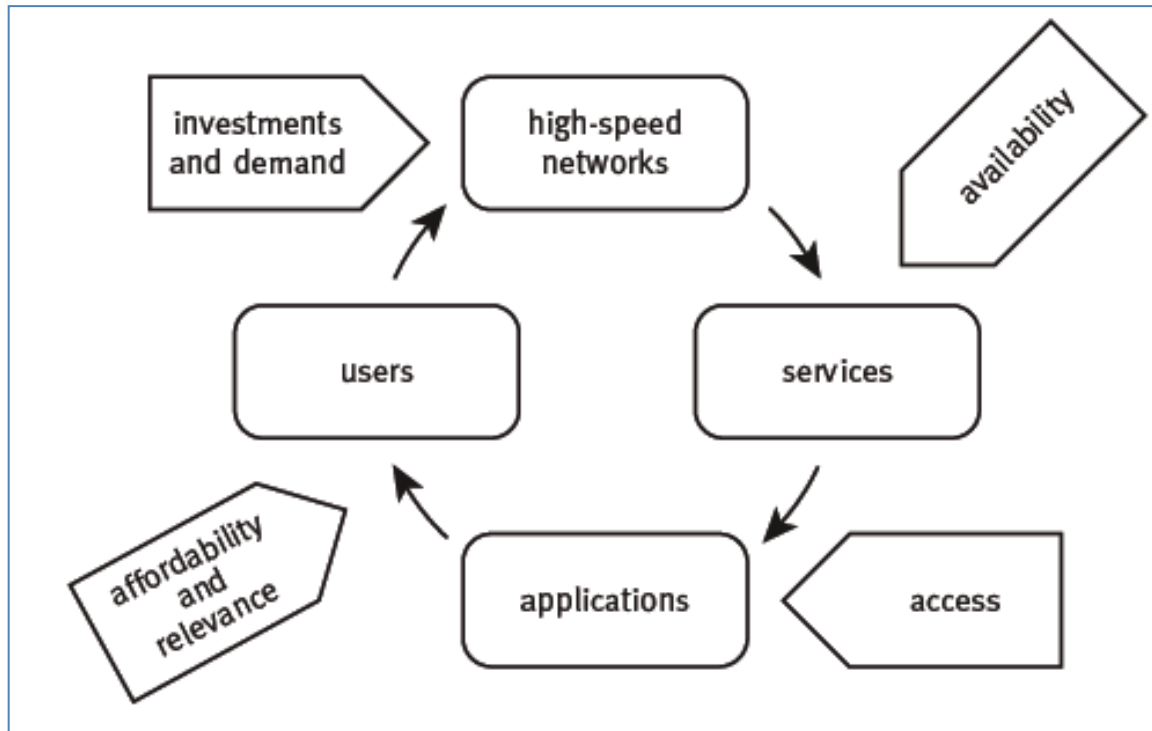 investments
and demand
high-speed
networks
availability
users
services
affordability
and
relevance
applications
access